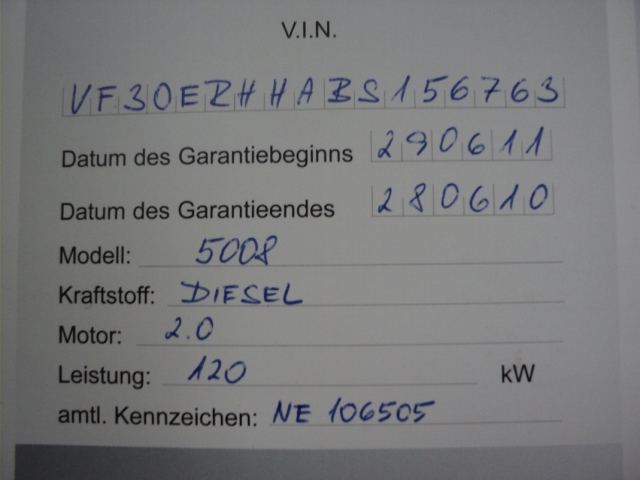 V.I.N.
VF30ERHHABS156763
Datum des Garantiebeginns 290611
Datum des Garantieendes 280610
Modell: 5008
Kraftstoff: DIESEL
Motor: 2.0
Leistung: 120 kW
amtl. Kennzeichen: NE 106505